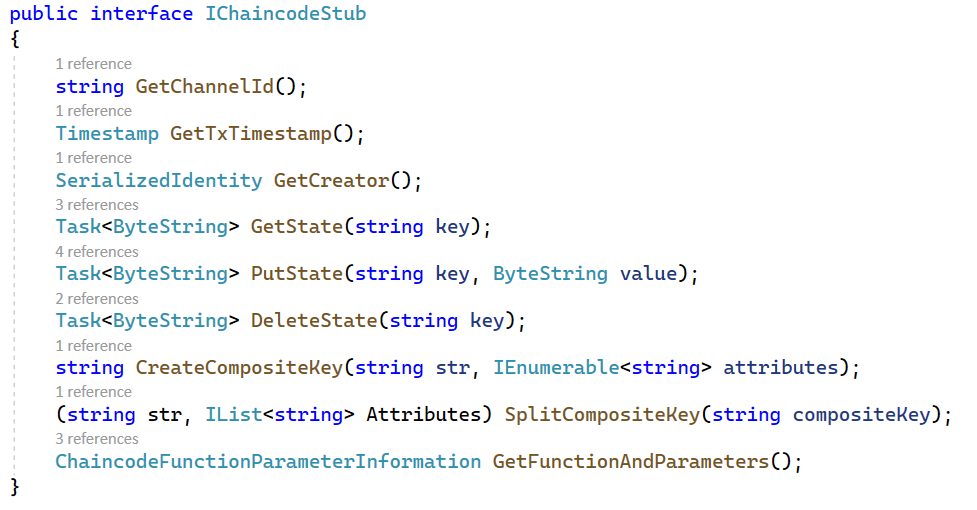 public interface IChaincodeStub
{
1 reference
string GetChannelId();
1 reference
Timestamp GetTxTimestamp();
1 reference
SerializedIdentity GetCreator();
3 references
Task<ByteString> GetState(string key);
4 references
Task<ByteString> PutState(string key, ByteString value);
2 references
Task<ByteString> DeleteState(string key);
1 reference
string CreateCompositeKey(string str, IEnumerable<string> attributes);
1 reference
(string str, IList<string> Attributes) SplitCompositeKey(string compositeKey);
3 references
ChaincodeFunctionParameterInformation GetFunctionAndParameters();
}